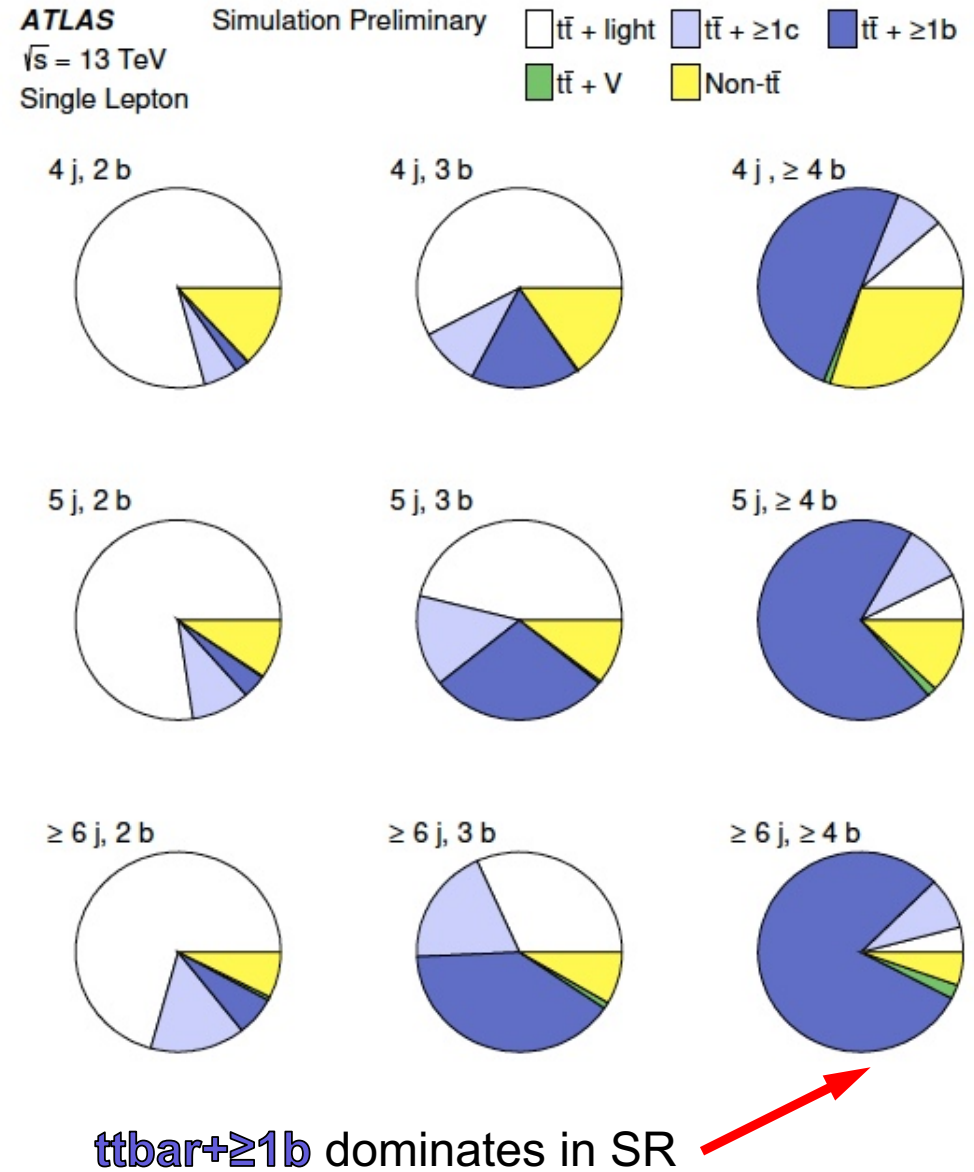 ATLAS Simulation Preliminary
√s = 13 TeV
Single Lepton
tt̄ + light tt̄ + ≥1c tt̄ + ≥1b
tt̄ + V Non-tt̄
4 j, 2 b 4 j, 3 b 4 j , ≥ 4 b
5 j, 2 b 5 j, 3 b 5 j, ≥ 4 b
≥ 6 j, 2 b ≥ 6 j, 3 b ≥ 6 j, ≥ 4 b
ttbar+≥1b dominates in SR